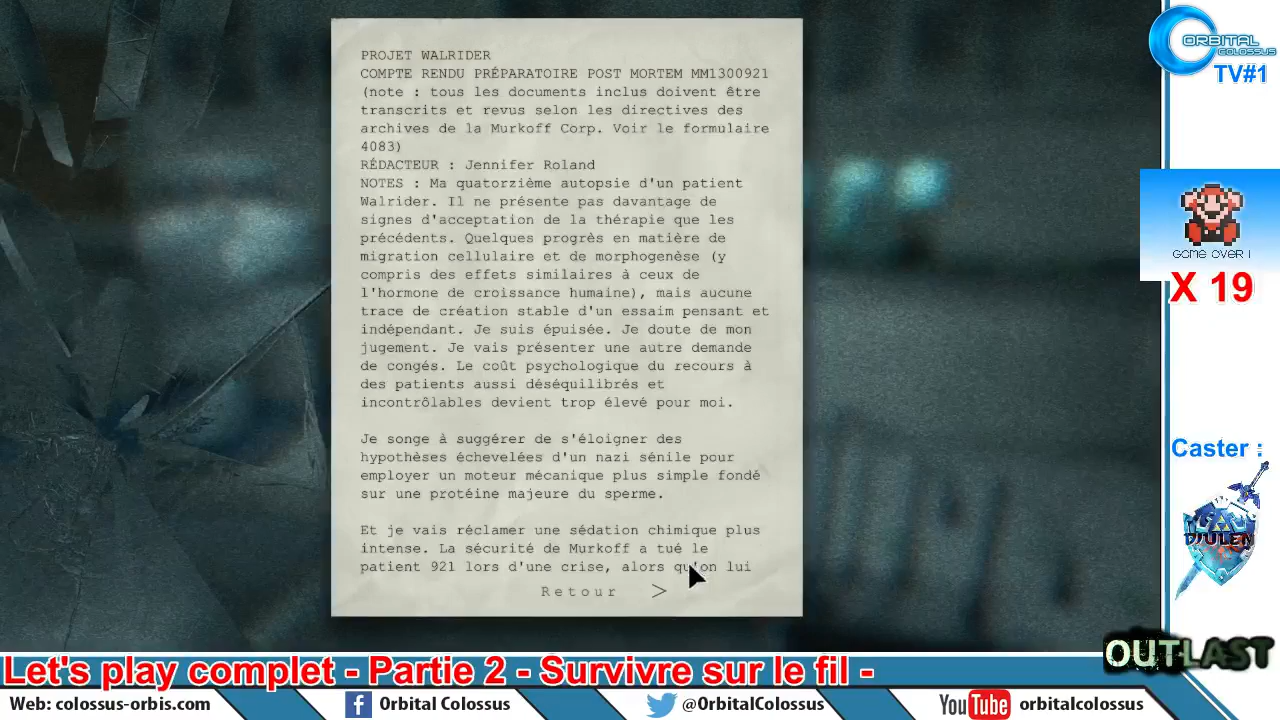 PROJET WALRIDER
COMPTE RENDU PRÉPARATOIRE POST MORTEM MM1300921
(note : tous les documents inclus doivent être
transcrits et revus selon les directives des
archives de la Murkoff Corp. Voir le formulaire
4083)
RÉDACTEUR : Jennifer Roland
NOTES : Ma quatorzième autopsie d'un patient
Walrider. Il ne présente pas davantage de
signes d'acceptation de la thérapie que les
précédents. Quelques progrès en matière de
migration cellulaire et de morphogenèse (y
compris des effets similaires à ceux de
l'hormone de croissance humaine), mais aucune
trace de création stable d'un essaim pensant et
indépendant. Je suis épuisée. Je doute de mon
jugement. Je vais présenter une autre demande
de congés. Le coût psychologique du recours à
des patients aussi déséquilibrés et
incontrôlables devient trop élevé pour moi.
Je songe à suggérer de s'éloigner des
hypothèses échevelées d'un nazi sénile pour
employer un moteur mécanique plus simple fondé
sur une protéine majeure du sperme.
Et je vais réclamer une sédation chimique plus
intense. La sécurité de Murkoff a tué le
patient 921 lors d'une crise, alors qu'on lui
Retour >
ORBITAL
COLOSSUS
TV#1
GAME OVER !
X 19
Caster :
DJULEN
OUTLAST
Let's play complet - Partie 2 - Survivre sur le fil -
Web: colossus-orbis.com
f Orbital Colossus
@OrbitalColossus
YouTube orbitalcolossus